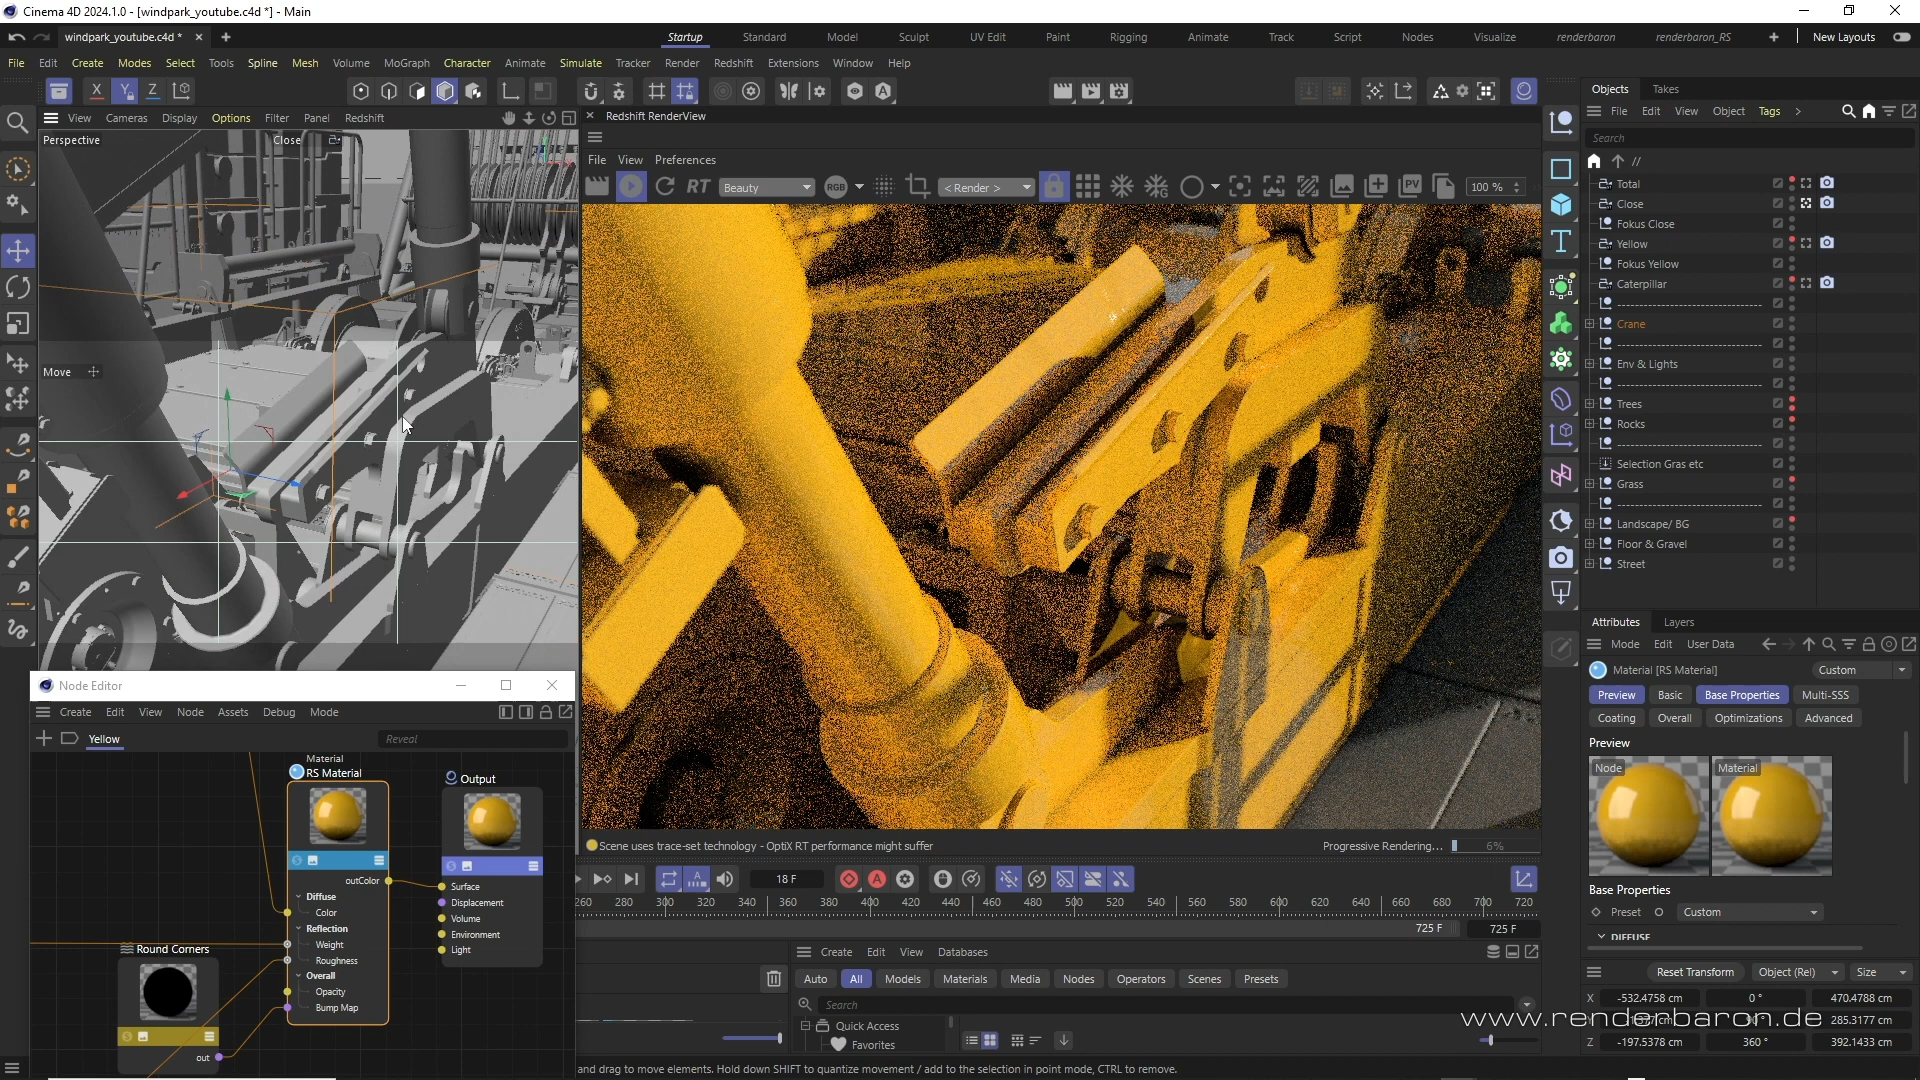 Cinema 4D 2024.1.0 - [windpark_youtube.c4d *] - Main
windpark_youtube.c4d *
Startup Standard Model Sculpt UV Edit Paint Rigging Animate Track Script Nodes Visualize renderbaron renderbaron_RS New Layouts
File Edit Create Modes Select Tools Spline Mesh Volume MoGraph Character Animate Simulate Tracker Render Redshift Extensions Window Help
X Y Z
View Cameras Display Options Filter Panel Redshift
Perspective
Close
Move
Redshift RenderView
File View Preferences
RT Beauty RGB < Render > PV 100 %
Scene uses trace-set technology - OptiX RT performance might suffer
Progressive Rendering... 6%
Node Editor
Create Edit View Node Assets Debug Mode
Yellow
Reveal
Material
RS Material
Output
outColor
Diffuse
Color
Reflection
Weight
Roughness
Overall
Opacity
Bump Map
Surface
Displacement
Volume
Environment
Light
Round Corners
out
18 F
260 280 300 320 340 360 380 400 420 440 460 480 500 520 540 560 580 600 620 640 660 680 700 720
725 F 725 F
Create Edit View Databases
Auto All Models Materials Media Nodes Operators Scenes Presets
Search
Quick Access
Favorites
and drag to move elements. Hold down SHIFT to quantize movement / add to the selection in point mode, CTRL to remove.
Objects Takes
File Edit View Object Tags
Search
//
Total
Close
Fokus Close
Yellow
Fokus Yellow
Caterpillar
Crane
Env & Lights
Trees
Rocks
Selection Gras etc
Grass
Landscape/ BG
Floor & Gravel
Street
Attributes Layers
Mode Edit User Data
Material [RS Material] Custom
Preview Basic Base Properties Multi-SSS
Coating Overall Optimizations Advanced
Preview
Node Material
Base Properties
Preset Custom
DIFFUSE
Reset Transform Object (Rel) Size
X -532.4758 cm 0 ° 470.4788 cm
285.3177 cm
Z -197.5378 cm 360 ° 392.1433 cm
www.renderbaron.de